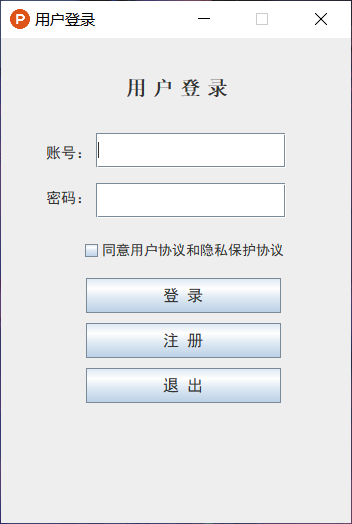 P 用户登录
用 户 登 录
账号：
密码：
同意用户协议和隐私保护协议
登 录
注 册
退 出